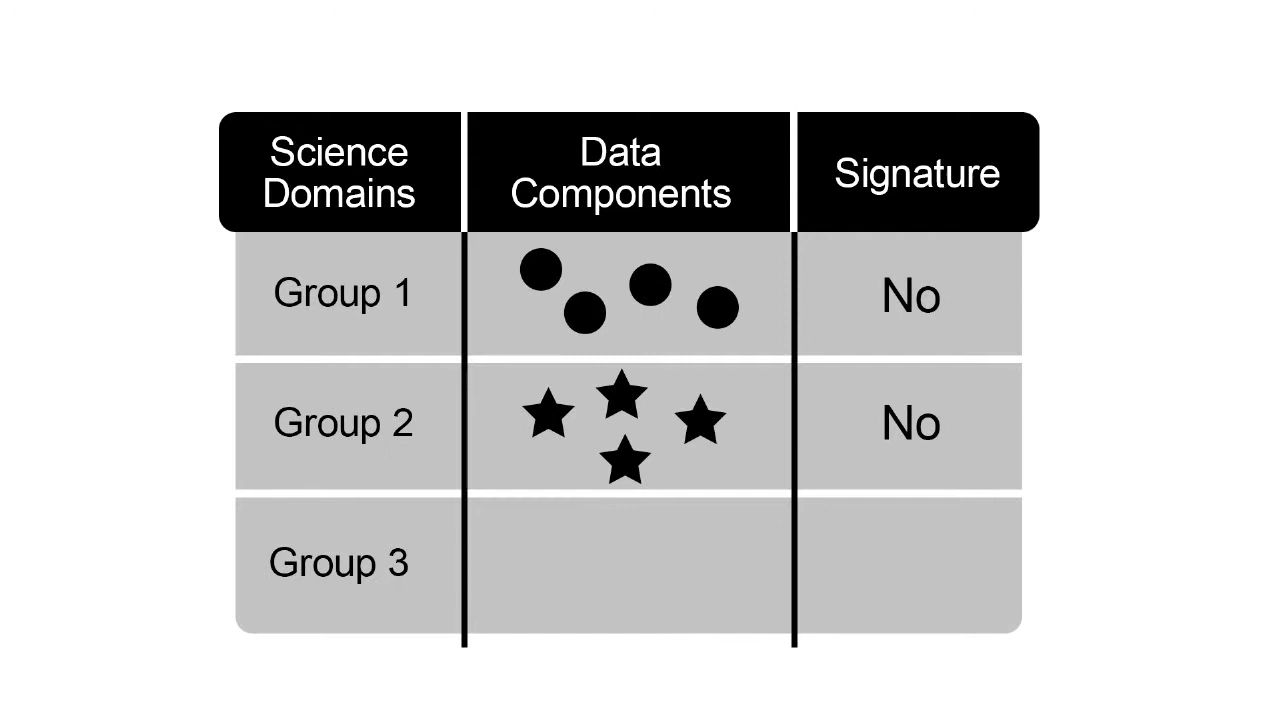 Science
Domains
Data
Components
Signature
Group 1
No
Group 2
No
Group 3